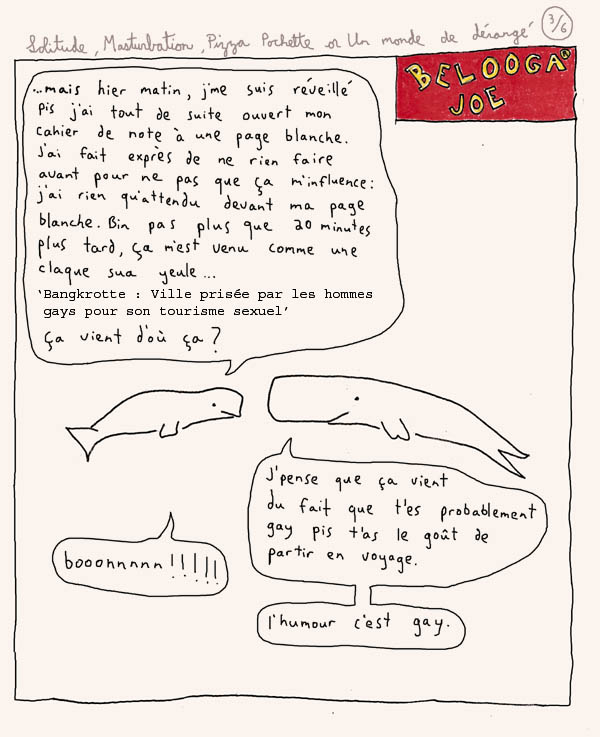 Solitude, Masturbation, Pizza Pochette or Un monde de dérangé
3/6
BELOOGA®
JOE
...mais hier matin, j'me suis réveillé
pis j'ai tout de suite ouvert mon
cahier de note à une page blanche.
J'ai fait exprès de ne rien faire
avant pour ne pas que ça m'influence:
j'ai rien qu'attendu devant ma page
blanche. Bin pas plus que 20 minutes
plus tard, ça m'est venu comme une
claque sua yeule...
'Bangkrotte : Ville prisée par les hommes
gays pour son tourisme sexuel'
Ça vient d'où ça?
J'pense que ça vient
du fait que t'es probablement
gay pis t'as le goût de
partir en voyage.
booonnnnn!!!!!
l'humour c'est gay.